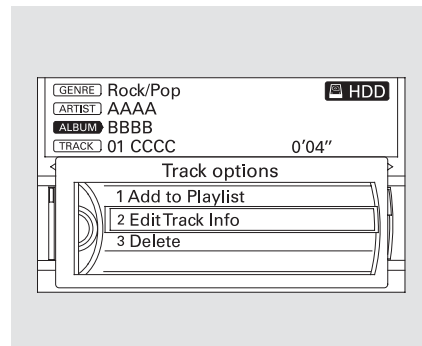 GENRE Rock/Pop HDD
ARTIST AAAA
ALBUM BBBB
TRACK 01 CCCC 0'04"
Track options
1 Add to Playlist
2 Edit Track Info
3 Delete